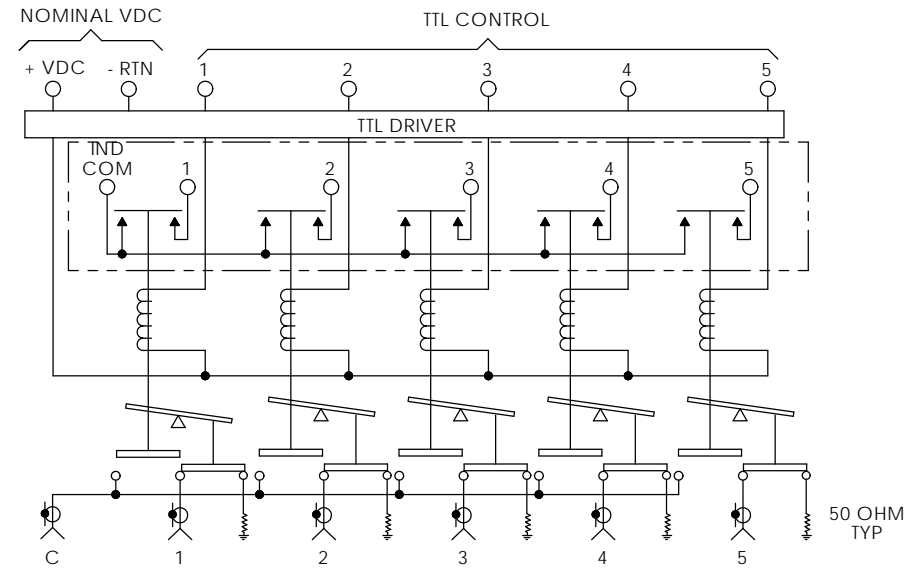 NOMINAL VDC
TTL CONTROL
+ VDC - RTN 1 2 3 4 5
TTL DRIVER
IND
COM 1 2 3 4 5
50 OHM
TYP
C 1 2 3 4 5